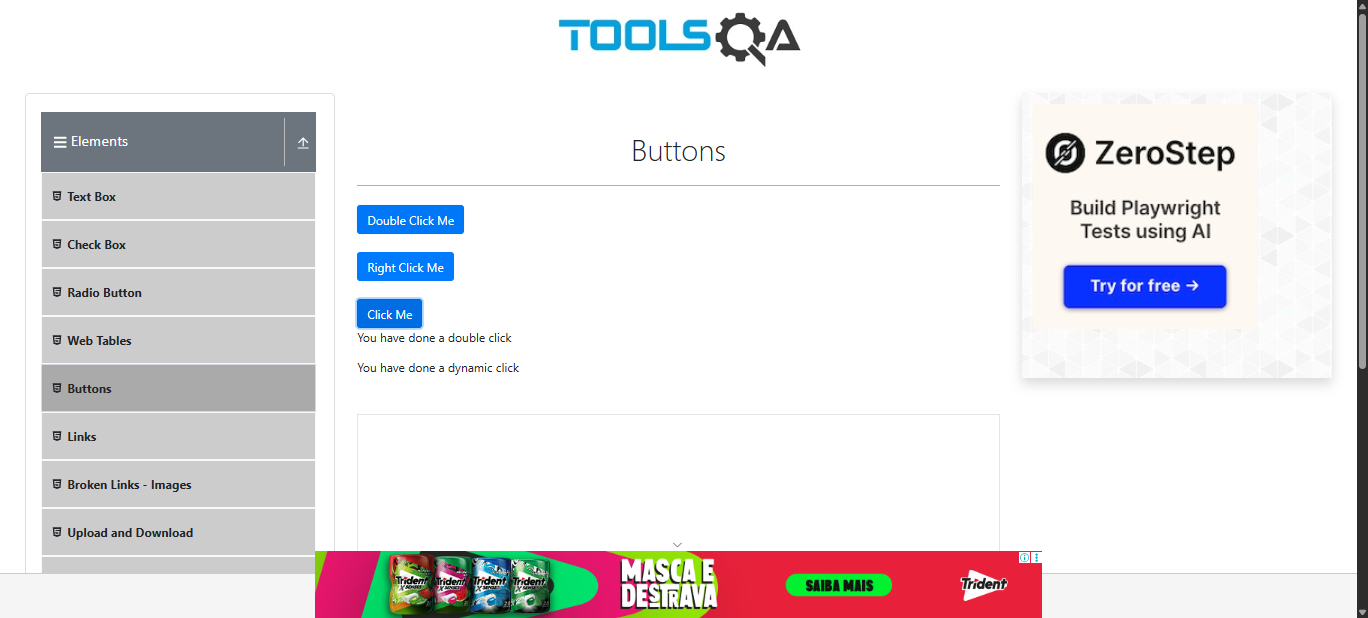 TOOLSQA
Elements
Text Box
Check Box
Radio Button
Web Tables
Buttons
Links
Broken Links - Images
Upload and Download
Buttons
Double Click Me
Right Click Me
Click Me
You have done a double click
You have done a dynamic click
ZeroStep
Build Playwright
Tests using AI
Try for free →
Trident
Trident
Trident
Trident
MASCA E
DESTRAVA
SAIBA MAIS
Trident